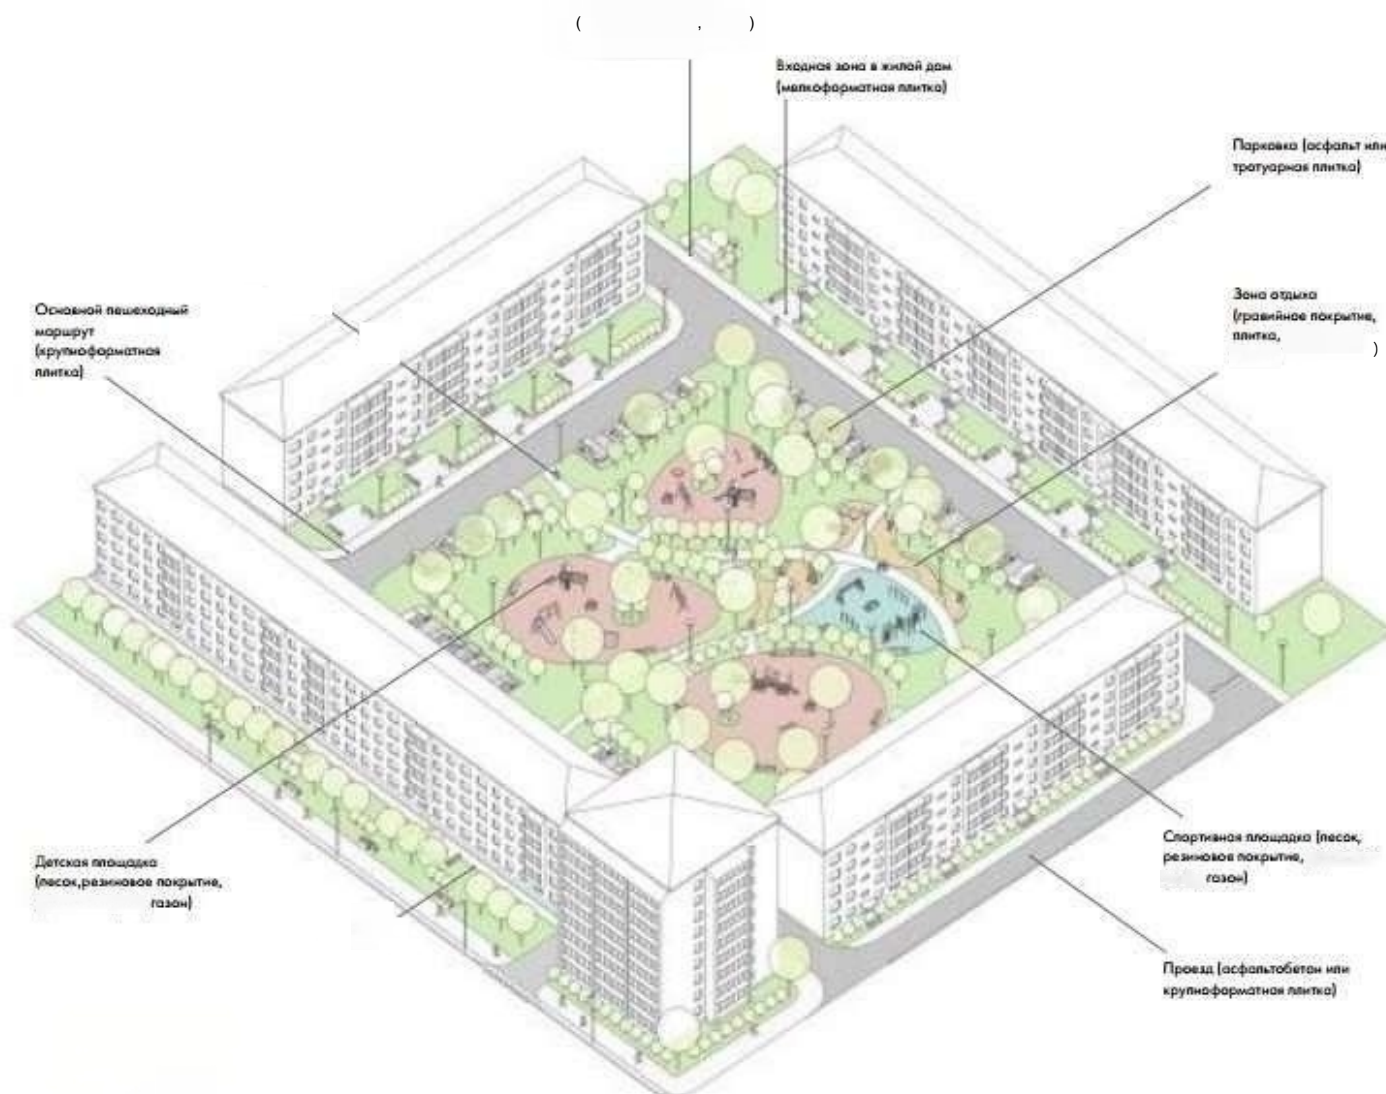 ( , )
Входная зона в жилой дом
(мелкоформатная плитка)
Парковка (асфальт или
тротуарная плитка)
Основной пешеходный
маршрут
(крупноформатная
плитка)
Зона отдыха
(гравийное покрытие,
плитка,
)
Детская площадка
(песок,резиновое покрытие,
газон)
Спортивная площадка (песок,
резиновое покрытие,
газон)
Проезд (асфальтобетон или
крупноформатная плитка)